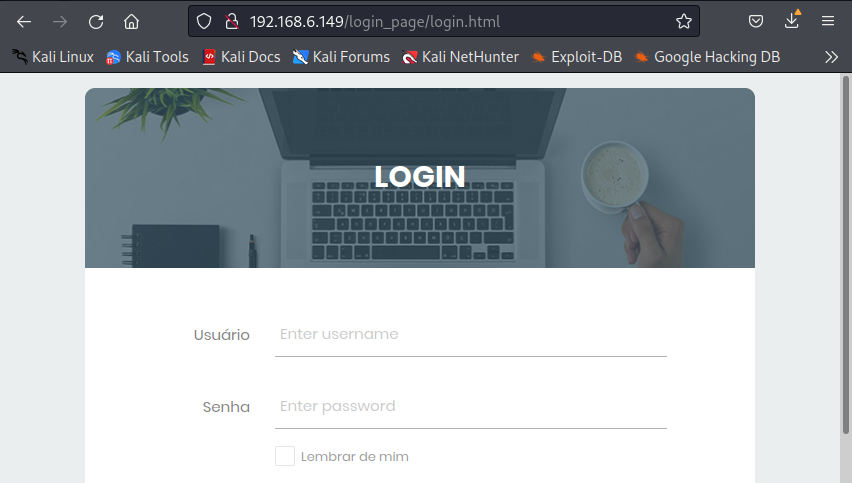 192.168.6.149/login_page/login.html
Kali Linux Kali Tools Kali Docs Kali Forums Kali NetHunter Exploit-DB Google Hacking DB
LOGIN
Usuário Enter username
Senha Enter password
Lembrar de mim